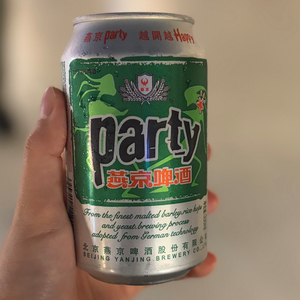 燕京party 越開越Happy
party
燕京啤酒
From the finest malted barley, rice hops
and yeast. brewing process
adopted from German technology
北京燕京啤酒股份有限公
BEIJING YANJING BREWERY CO